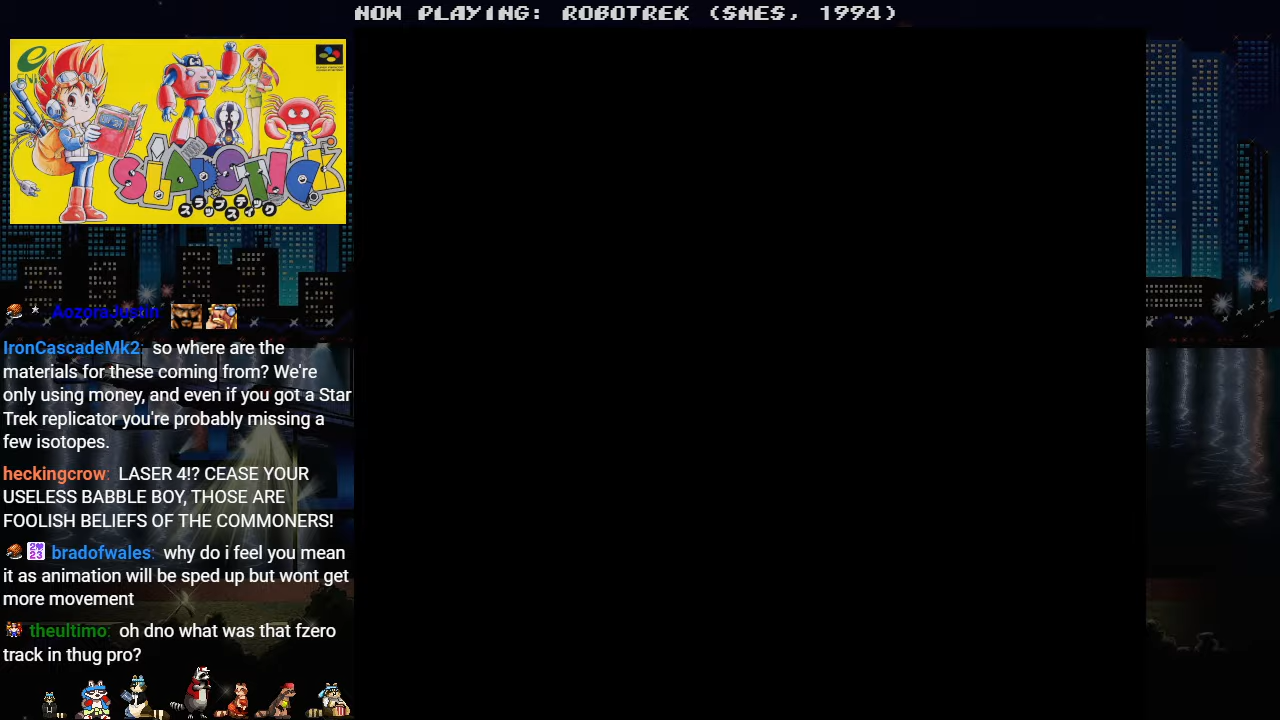 NOW PLAYING: ROBOTREK (SNES, 1994)
ENIX
SLAPSTICK
スラップスティック
AozoraJustin
IronCascadeMk2: so where are the
materials for these coming from? We're
only using money, and even if you got a Star
Trek replicator you're probably missing a
few isotopes.
heckingcrow: LASER 4!? CEASE YOUR
USELESS BABBLE BOY, THOSE ARE
FOOLISH BELIEFS OF THE COMMONERS!
bradofwales: why do i feel you mean
it as animation will be sped up but wont get
more movement
theultimo: oh dno what was that fzero
track in thug pro?